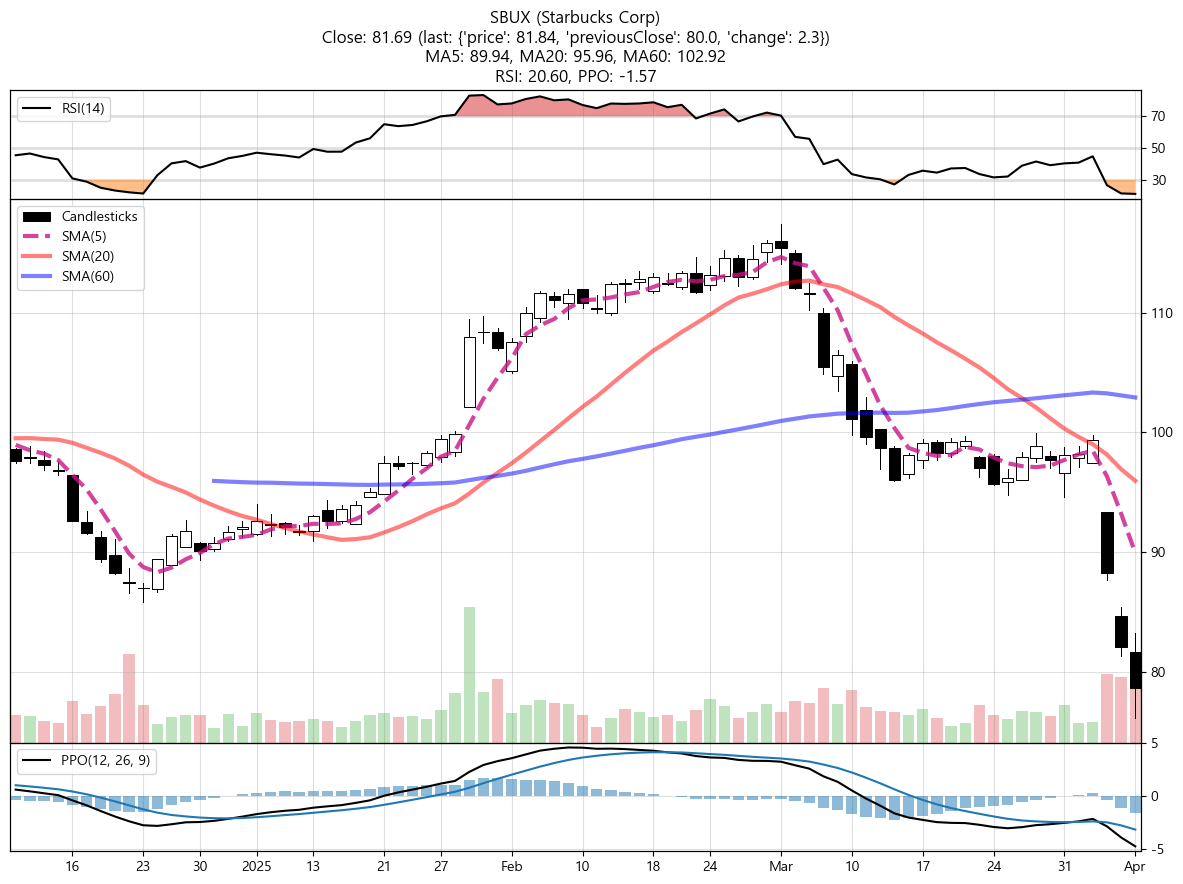 SBUX (Starbucks Corp)
Close: 81.69 (last: {'price': 81.84, 'previousClose': 80.0, 'change': 2.3})
MA5: 89.94, MA20: 95.96, MA60: 102.92
RSI: 20.60, PPO: -1.57
RSI(14)
70
50
30
Candlesticks
SMA(5)
SMA(20)
SMA(60)
110
100
90
80
PPO(12, 26, 9)
5
0
-5
16 23 30 2025 13 21 27 Feb 10 18 24 Mar 10 17 24 31 Apr